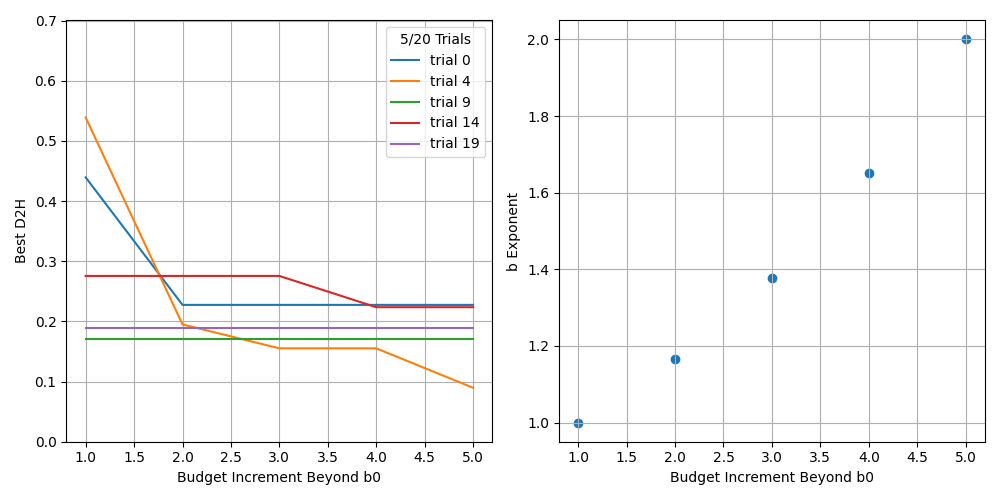 0.7
0.6
0.5
0.4
0.3
0.2
0.1
0.0
Best D2H
1.0 1.5 2.0 2.5 3.0 3.5 4.0 4.5 5.0
Budget Increment Beyond b0
5/20 Trials
trial 0
trial 4
trial 9
trial 14
trial 19
2.0
1.8
1.6
1.4
1.2
1.0
b Exponent
1.0 1.5 2.0 2.5 3.0 3.5 4.0 4.5 5.0
Budget Increment Beyond b0